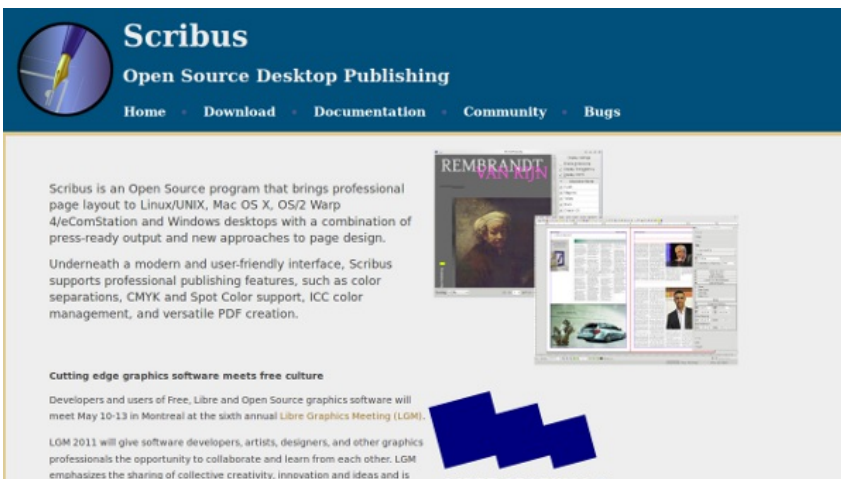 Scribus
Open Source Desktop Publishing
Home • Download • Documentation • Community • Bugs
Scribus is an Open Source program that brings professional
page layout to Linux/UNIX, Mac OS X, OS/2 Warp
4/eComStation and Windows desktops with a combination of
press-ready output and new approaches to page design.
Underneath a modern and user-friendly interface, Scribus
supports professional publishing features, such as color
separations, CMYK and Spot Color support, ICC color
management, and versatile PDF creation.
REMBRANDT
VAN RIJN
Cutting edge graphics software meets free culture
Developers and users of Free, Libre and Open Source graphics software will
meet May 10-13 in Montreal at the sixth annual Libre Graphics Meeting (LGM).
LGM 2011 will give software developers, artists, designers, and other graphics
professionals the opportunity to collaborate and learn from each other. LGM
emphasizes the sharing of collective creativity, innovation and ideas and is